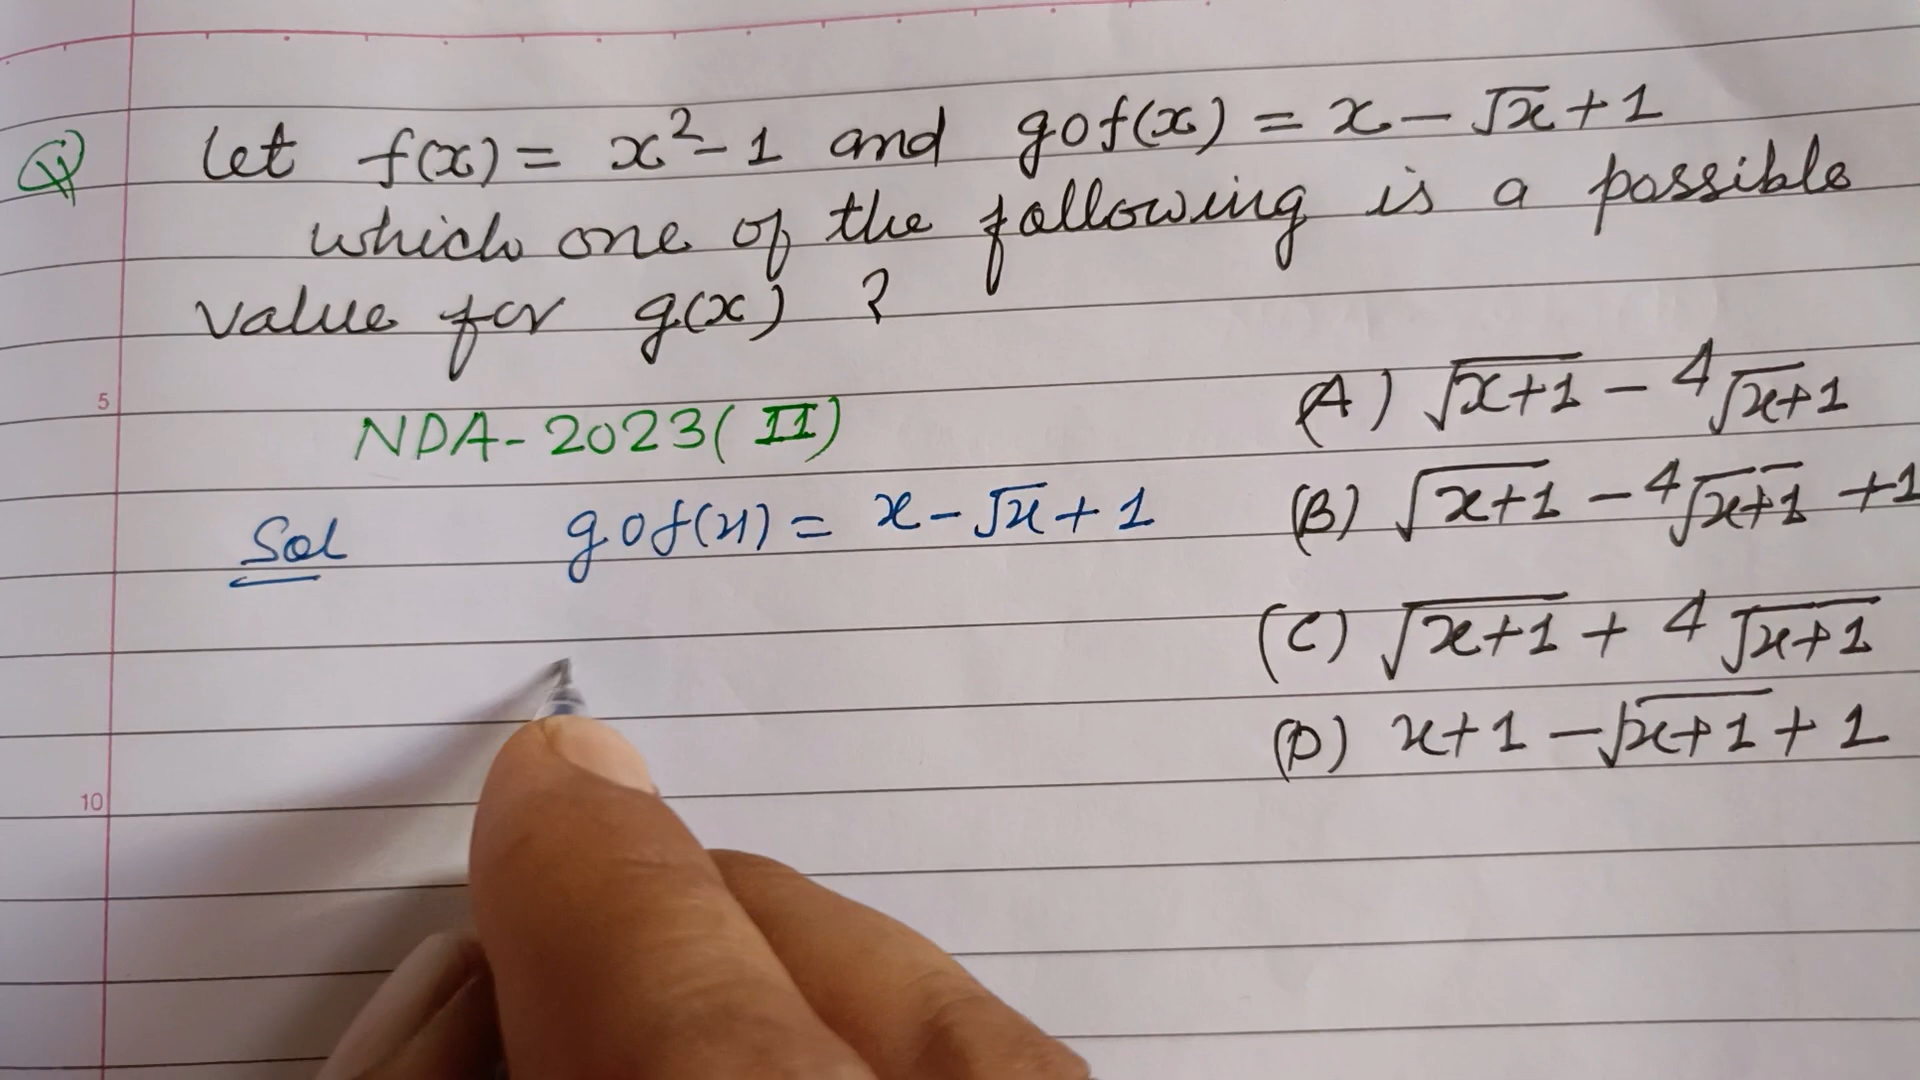 Q Let f(x) = x² - 1 and gof(x) = x - √x + 1
which one of the following is a possible
value for g(x) ?
5
NDA-2023(II)
(A) √(x+1) - ⁴√x+1
Sol gof(x) = x - √x + 1
(B) √(x+1) - ⁴√(x+1) + 1
(C) √(x+1) + ⁴√(x+1)
(D) x+1 - √(x+1) + 1
10